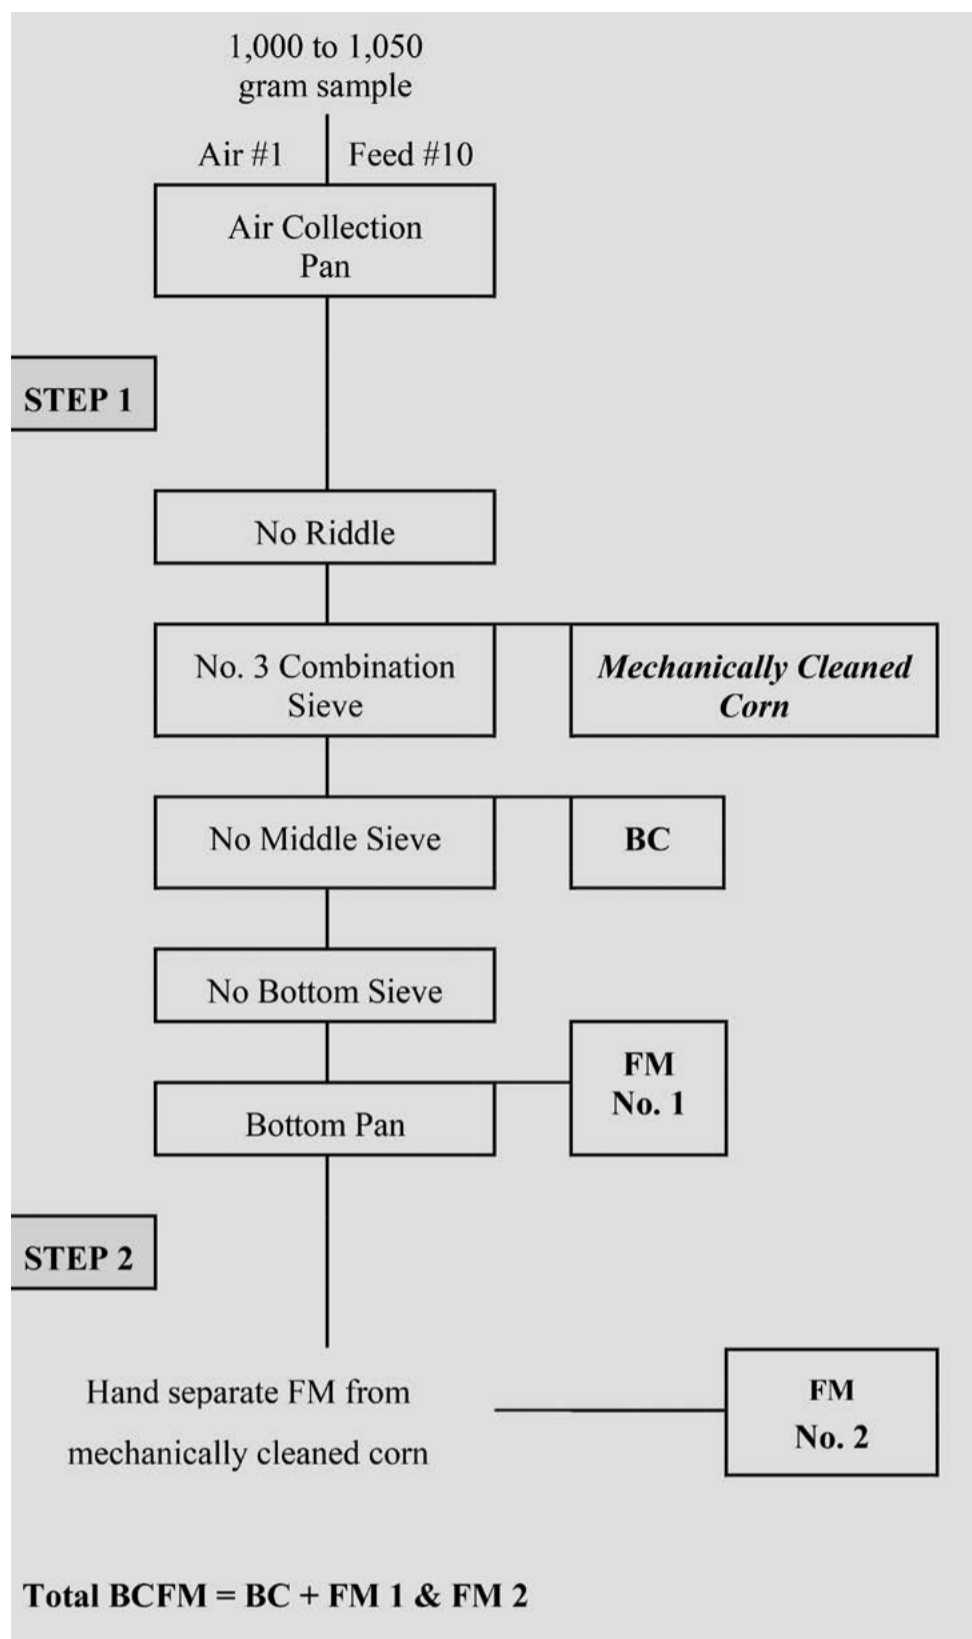 1,000 to 1,050
gram sample
Air #1
Feed #10
Air Collection
Pan
STEP 1
No Riddle
No. 3 Combination
Sieve
Mechanically Cleaned
Corn
No Middle Sieve
BC
No Bottom Sieve
FM
No. 1
Bottom Pan
STEP 2
Hand separate FM from
mechanically cleaned corn
FM
No. 2
Total BCFM = BC + FM 1 & FM 2